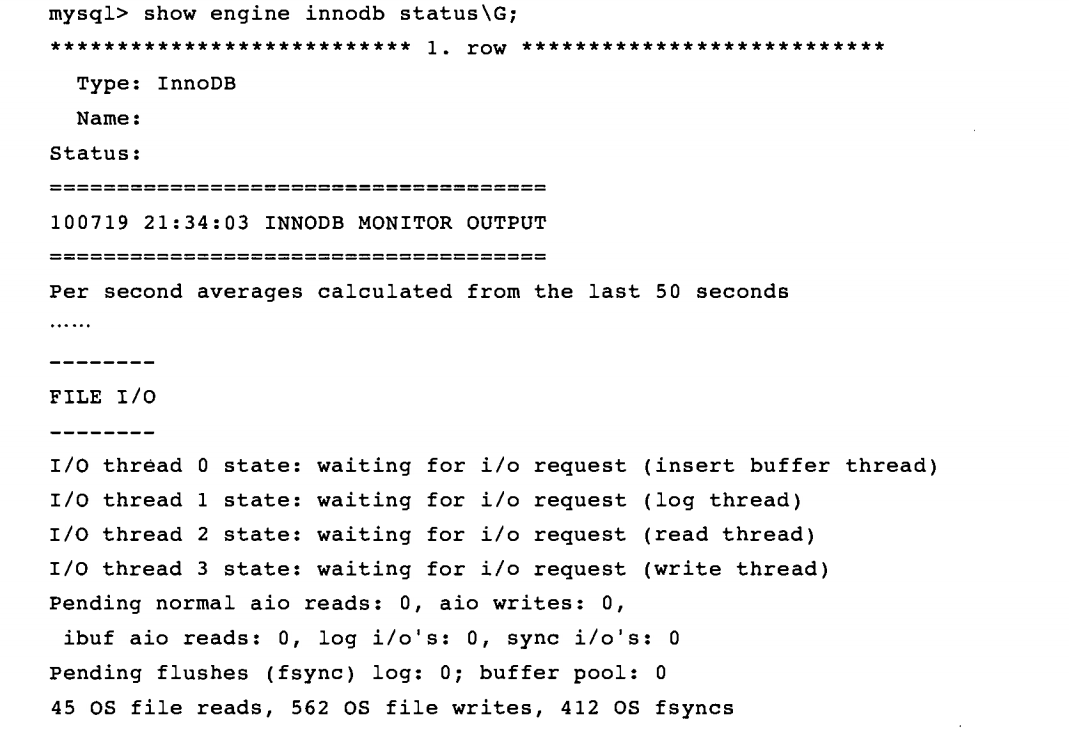 mysql> show engine innodb status\G;
*************************** 1. row ***************************
Type: InnoDB
Name:
Status:
=====================================
100719 21:34:03 INNODB MONITOR OUTPUT
=====================================
Per second averages calculated from the last 50 seconds
......
--------
FILE I/O
--------
I/O thread 0 state: waiting for i/o request (insert buffer thread)
I/O thread 1 state: waiting for i/o request (log thread)
I/O thread 2 state: waiting for i/o request (read thread)
I/O thread 3 state: waiting for i/o request (write thread)
Pending normal aio reads: 0, aio writes: 0,
ibuf aio reads: 0, log i/o's: 0, sync i/o's: 0
Pending flushes (fsync) log: 0; buffer pool: 0
45 OS file reads, 562 OS file writes, 412 OS fsyncs